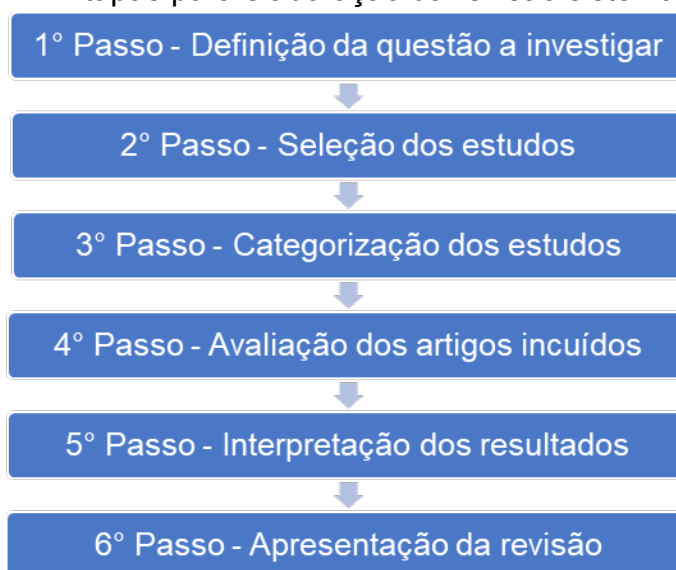 1° Passo - Definição da questão a investigar
2° Passo - Seleção dos estudos
3° Passo - Categorização dos estudos
4° Passo - Avaliação dos artigos incuídos
5° Passo - Interpretação dos resultados
6° Passo - Apresentação da revisão